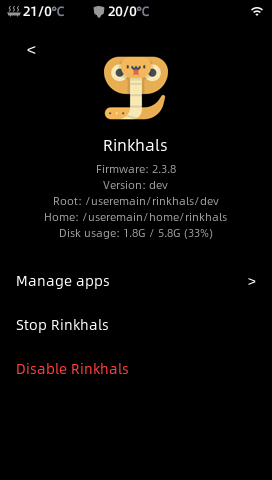 21/0°C 20/0°C
<
Rinkhals
Firmware: 2.3.8
Version: dev
Root: /useremain/rinkhals/dev
Home: /useremain/home/rinkhals
Disk usage: 1.8G / 5.8G (33%)
Manage apps >
Stop Rinkhals
Disable Rinkhals